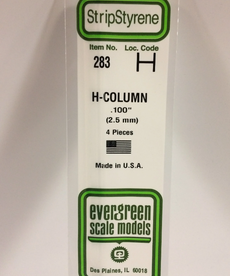 StripStyrene
Item No. Loc. Code
283 H
H-COLUMN
.100"
(2.5 mm)
4 Pieces
Made in U.S.A.
evergreen
scale models
Des Plaines, IL 60018